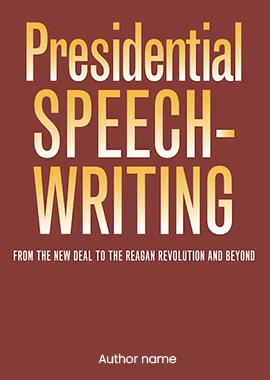 Presidential
SPEECH-
WRITING
FROM THE NEW DEAL TO THE REAGAN REVOLUTION AND BEYOND
Author name